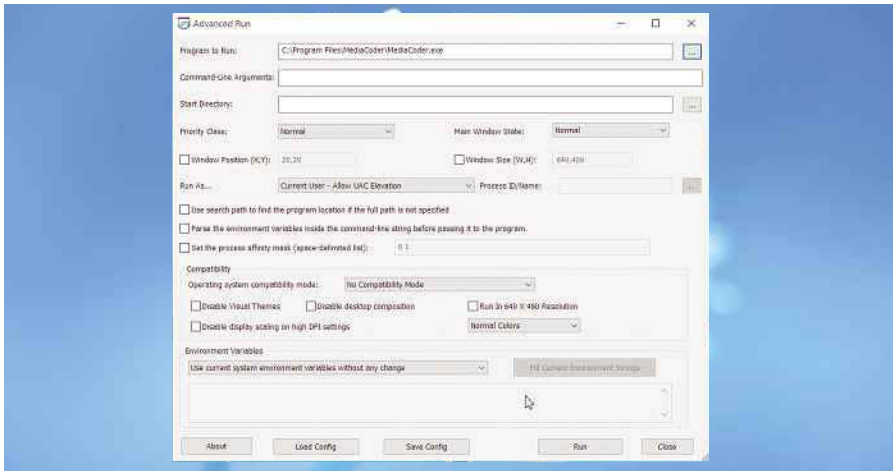 Advanced Run
Program to Run: C:\Program Files\MediaCoder\MediaCoder.exe ...
Command-Line Arguments:
Start Directory: ...
Priority Class: Normal Main Window State: Normal
Window Position (X,Y): 20,20 Window Size (W,H): 640,400
Run As... Current User - Allow UAC Elevation Process ID/Name: ...
Use search path to find the program location if the full path is not specified
Parse the environment variables inside the command-line string before passing it to the program.
Set the process affinity mask (space-delimited list): 0 1
Compatibility
Operating system compatibility mode: No Compatibility Mode
Disable Visual Themes Disable desktop composition Run In 640 X 480 Resolution
Disable display scaling on high DPI settings Normal Colors
Environment Variables
Use current system environment variables without any change Fill Current Environment Strings
About Load Config Save Config Run Close